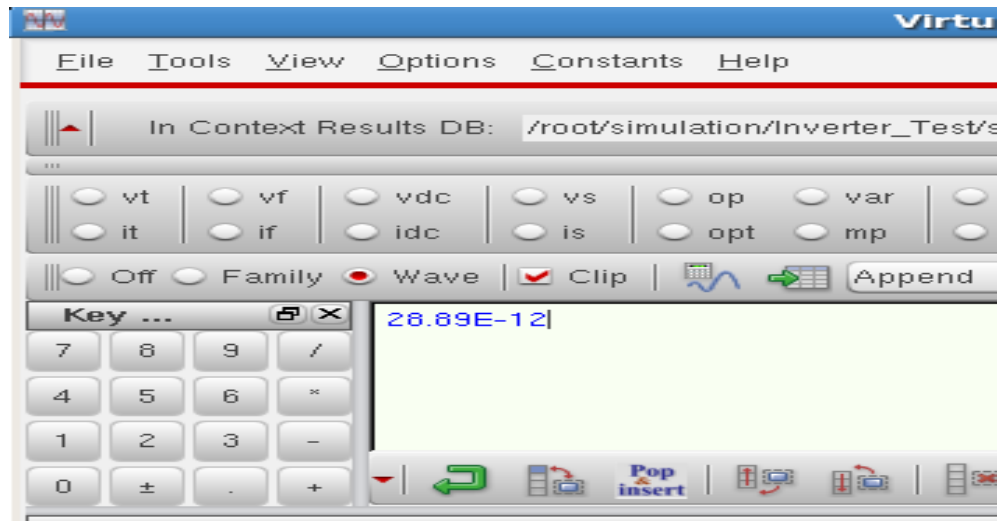 Virtu
File Tools View Options Constants Help
In Context Results DB: /root/simulation/Inverter_Test/s
vt vf vdc vs op var
it if idc is opt mp
Off Family Wave Clip Append
Key ...
28.89E-12
7 8 9 /
4 5 6 *
1 2 3 -
0 ± . +
Pop & insert